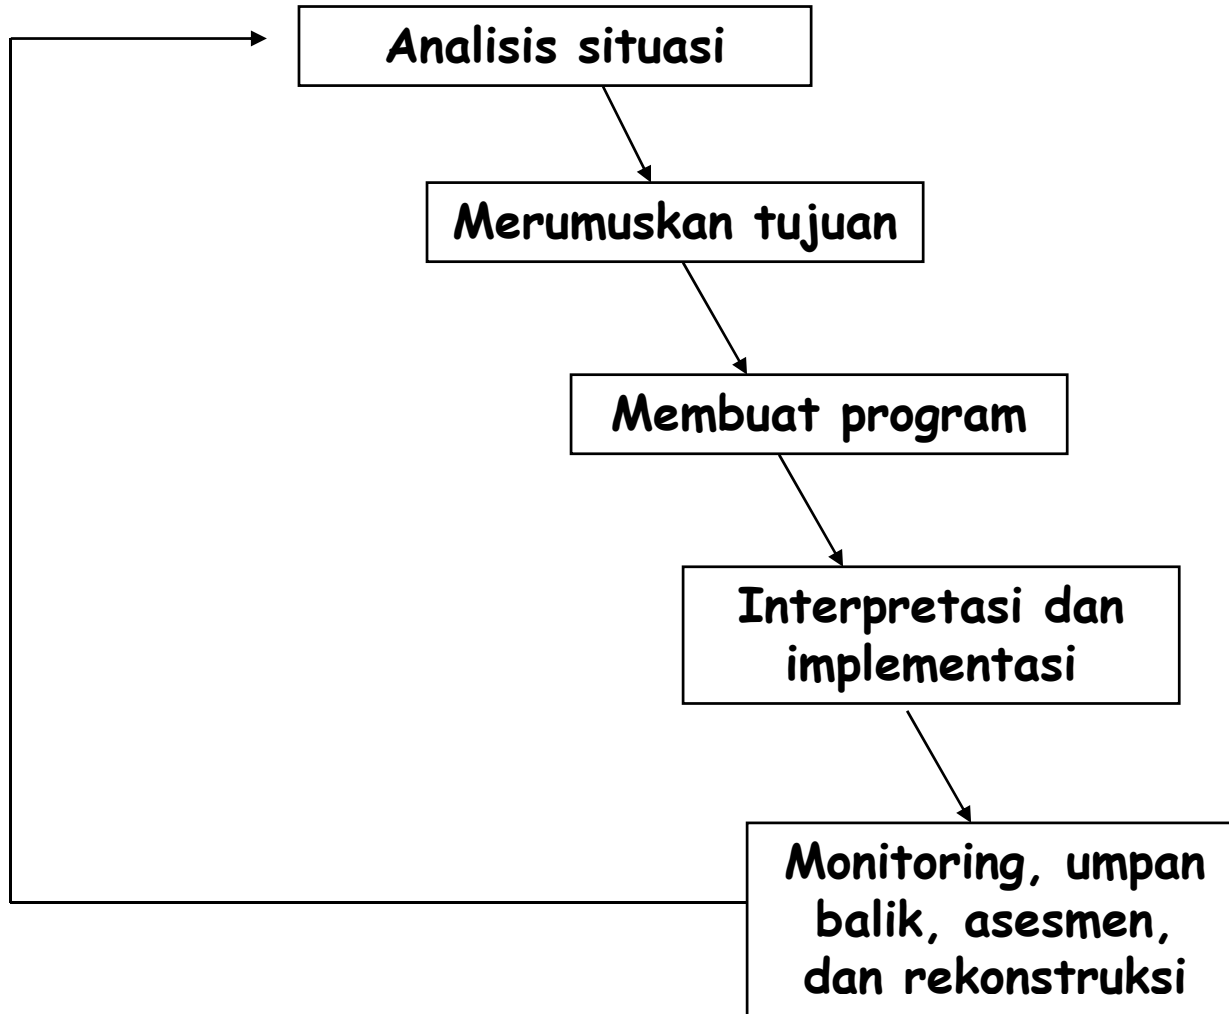 Analisis situasi
Merumuskan tujuan
Membuat program
Interpretasi dan
implementasi
Monitoring, umpan
balik, asesmen,
dan rekonstruksi